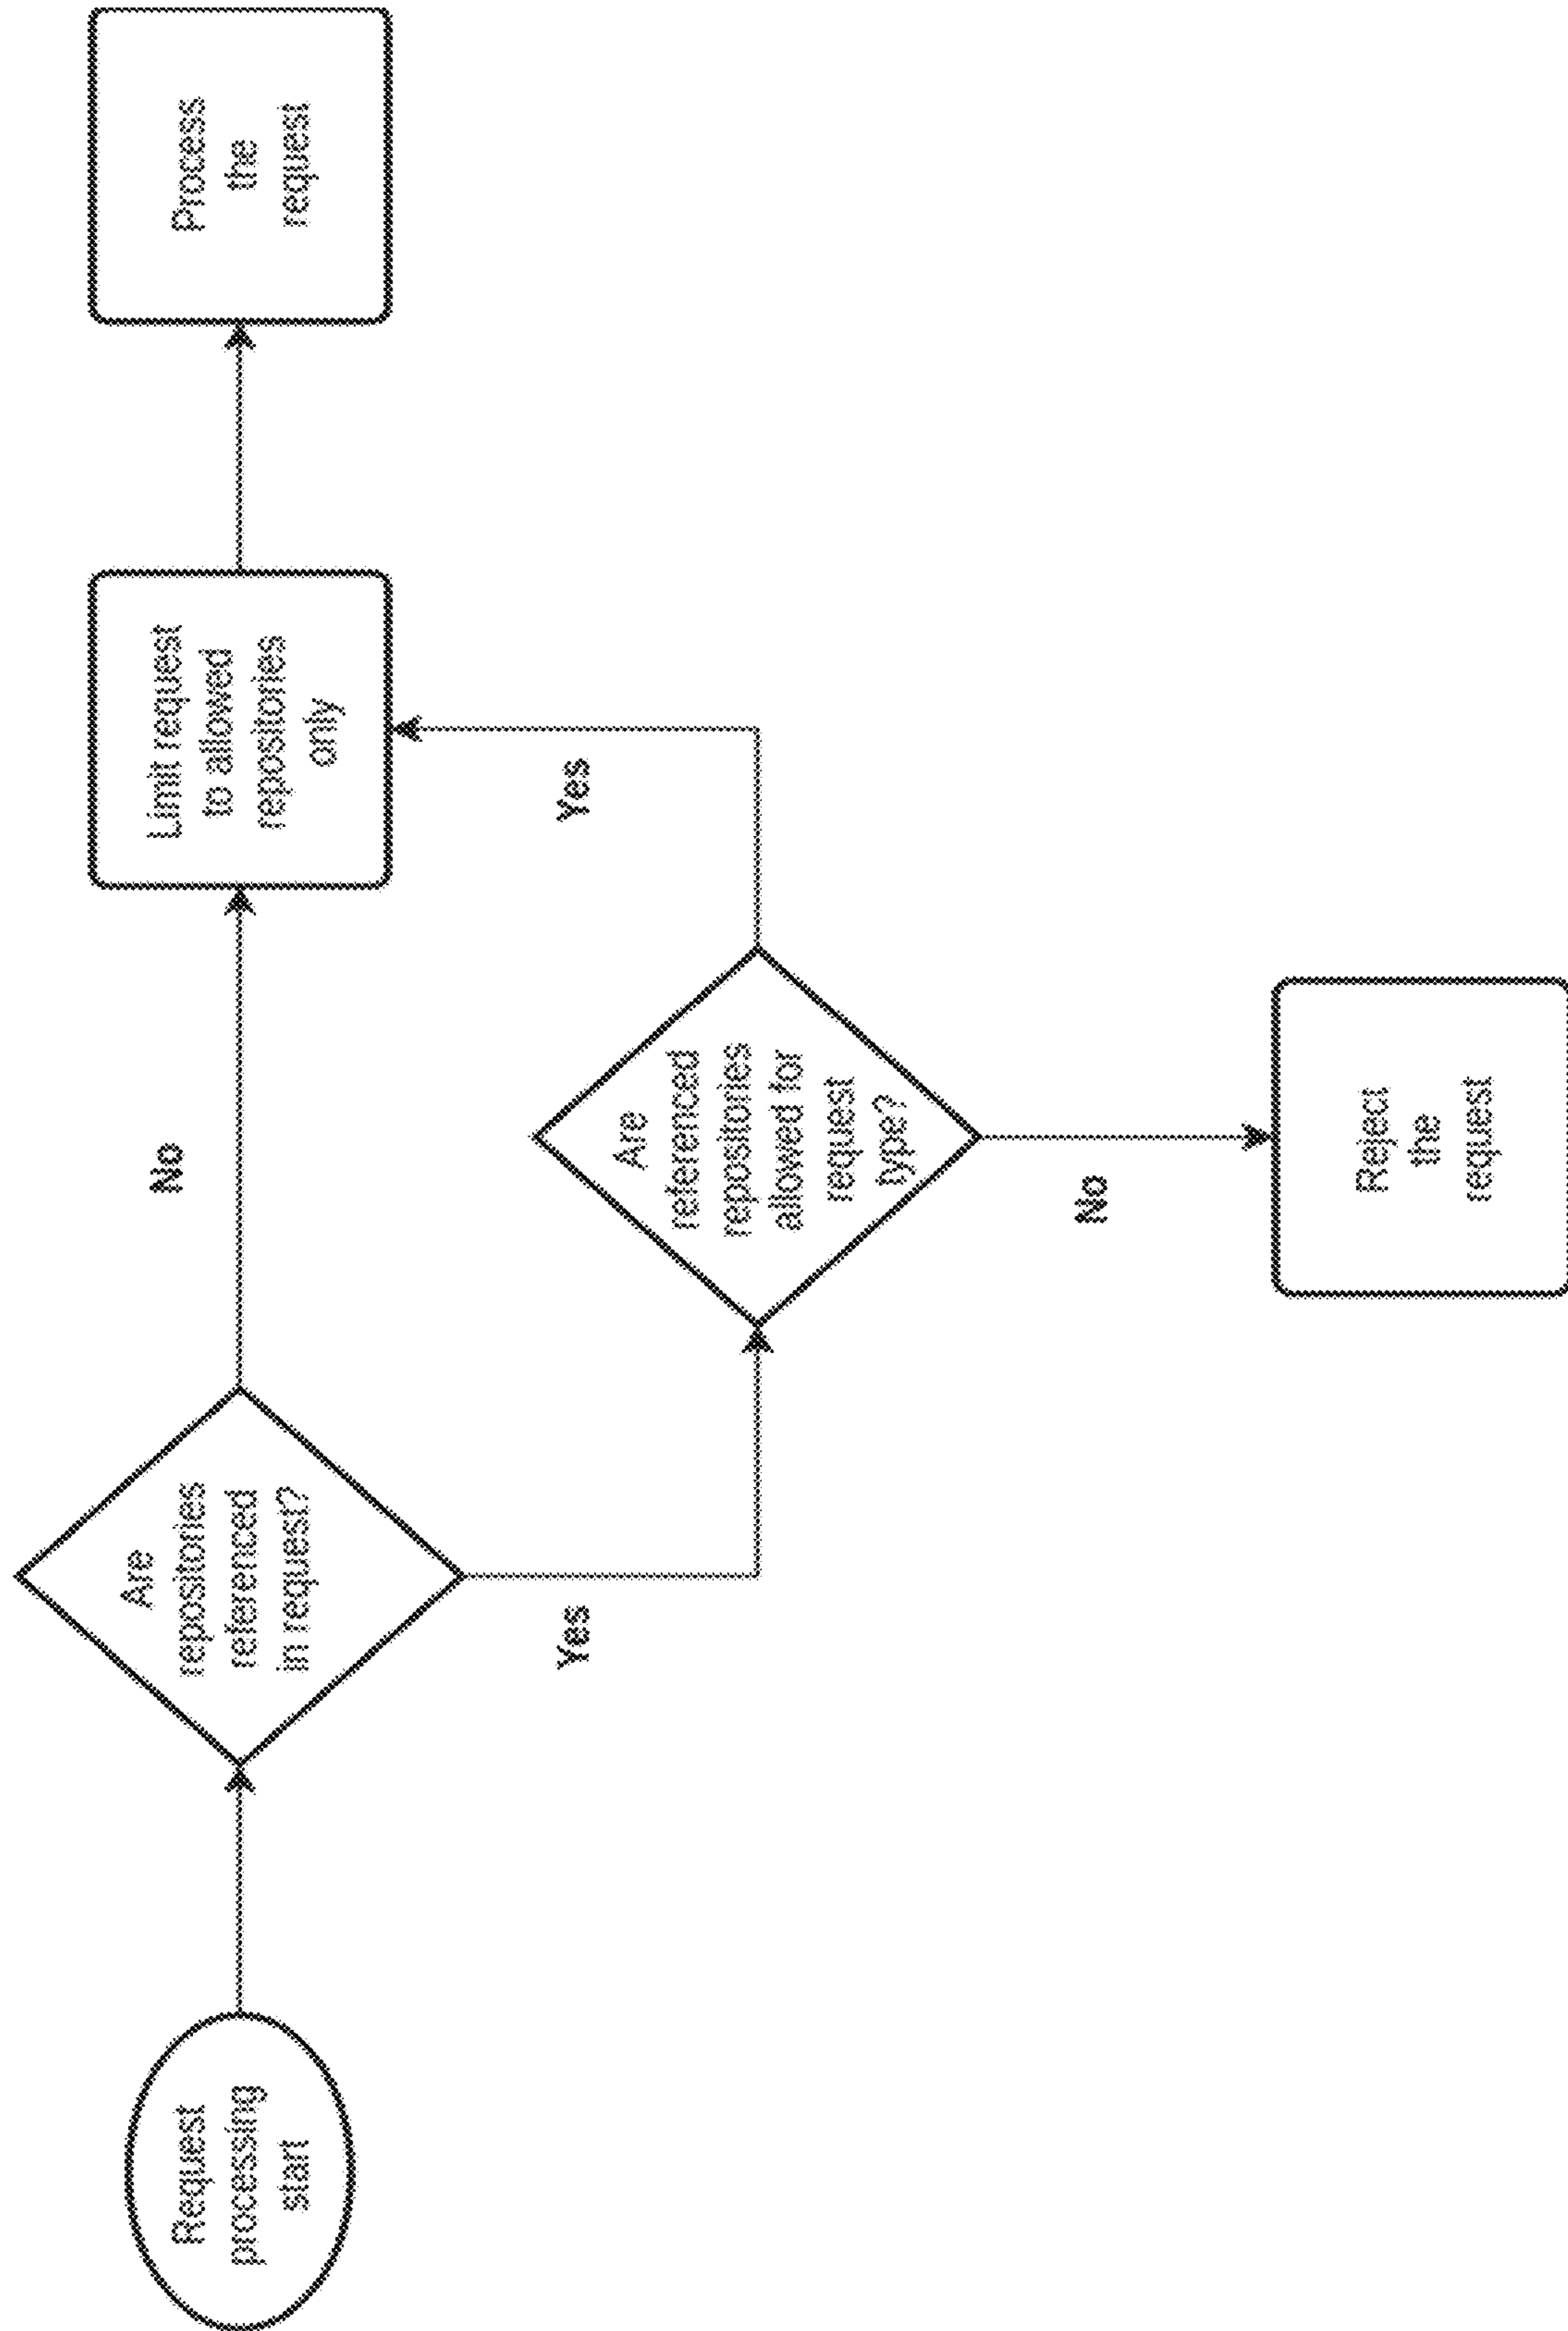 Request
processing
start
Are
repositories
referenced
in request?
No
Limit request
to allowed
repositories
only
Process
the
request
Yes
Are
referenced
repositories
allowed for
request
type?
Yes
No
Reject
the
request